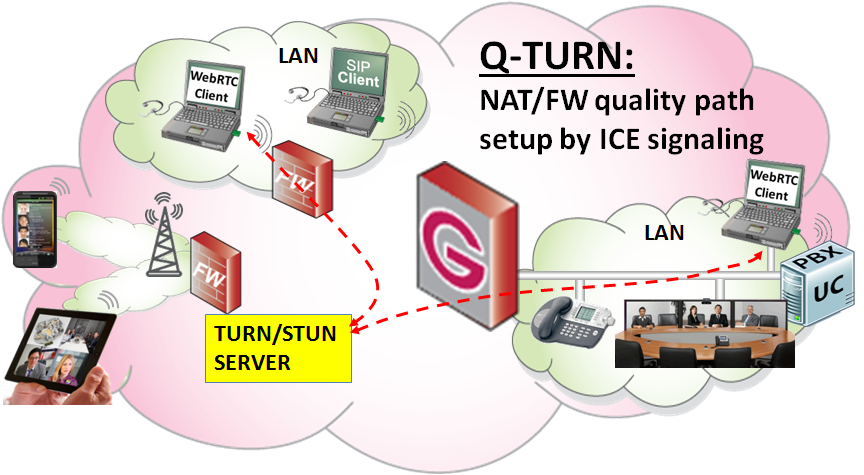 Q-TURN:
NAT/FW quality path
setup by ICE signaling
LAN
WebRTC
Client
SIP
Client
FW
WebRTC
Client
LAN
G
PBX
UC
FW
TURN/STUN
SERVER